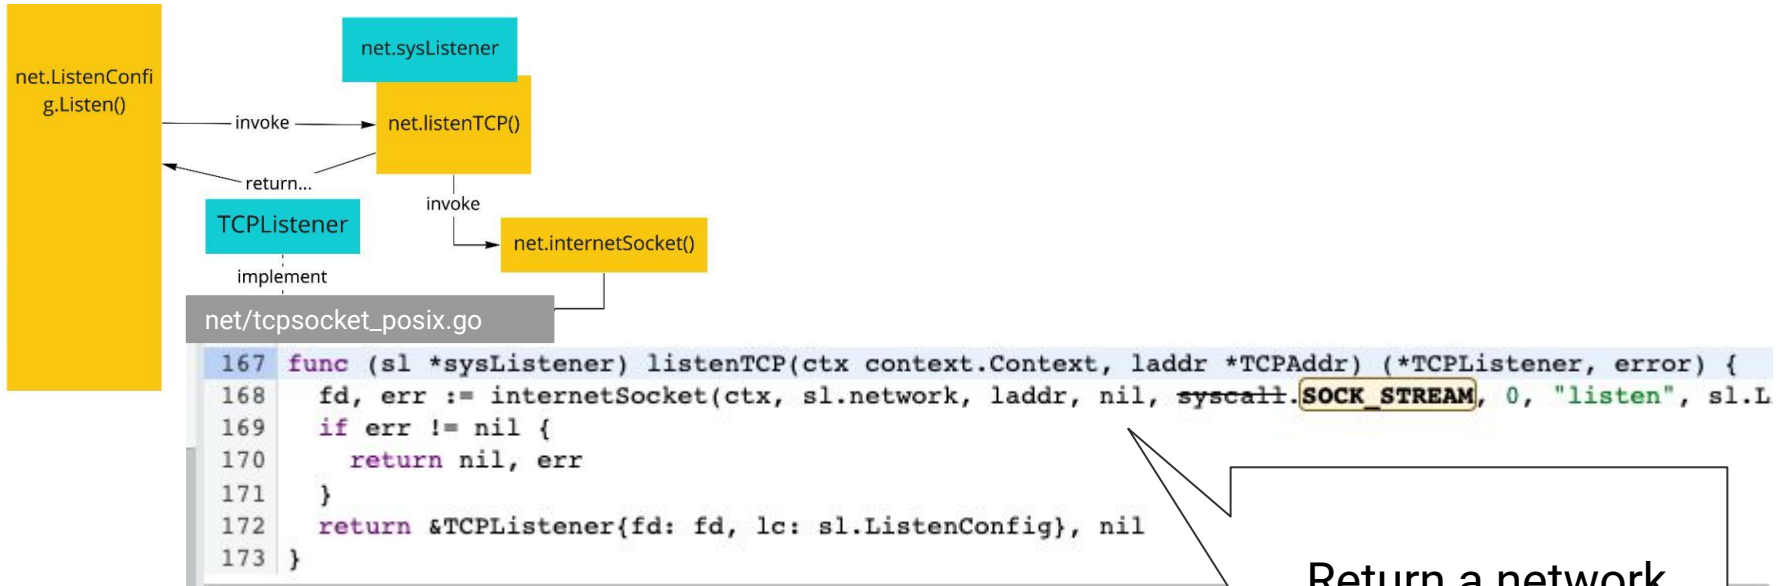 net.ListenConfi
g.Listen()
net.sysListener
invoke
net.listenTCP()
return...
invoke
TCPListener
net.internetSocket()
implement
net/tcpsocket_posix.go
167 func (sl *sysListener) listenTCP(ctx context.Context, laddr *TCPAddr) (*TCPListener, error) {
168 fd, err := internetSocket(ctx, sl.network, laddr, nil, syscall.SOCK_STREAM, 0, "listen", sl.L
169 if err != nil {
170 return nil, err
171 }
172 return &TCPListener{fd: fd, lc: sl.ListenConfig}, nil
173 }
Return a network